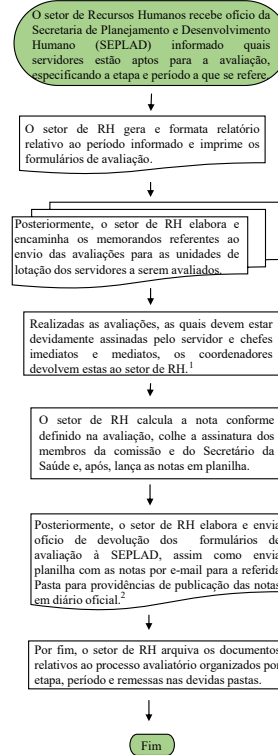 O setor de Recursos Humanos recebe ofício da
Secretaria de Planejamento e Desenvolvimento
Humano (SEPLAD) informado quais
servidores estão aptos para a avaliação,
especificando a etapa e período a que se refere.
O setor de RH gera e formata relatório
relativo ao período informado e imprime os
formulários de avaliação.
Posteriormente, o setor de RH elabora e
encaminha os memorandos referentes ao
envio das avaliações para as unidades de
lotação dos servidores a serem avaliados.
Realizadas as avaliações, as quais devem estar
devidamente assinadas pelo servidor e chefes
imediatos e mediatos, os coordenadores
devolvem estas ao setor de RH.¹
O setor de RH calcula a nota conforme
definido na avaliação, colhe a assinatura dos
membros da comissão e do Secretário da
Saúde e, após, lança as notas em planilha.
Posteriormente, o setor de RH elabora e envia
ofício de devolução dos formulários de
avaliação à SEPLAD, assim como envia
planilha com as notas por e-mail para a referida
Pasta para providências de publicação das notas
em diário oficial.²
Por fim, o setor de RH arquiva os documentos
relativos ao processo avaliatório organizados por
etapa, período e remessas nas devidas pastas.
Fim